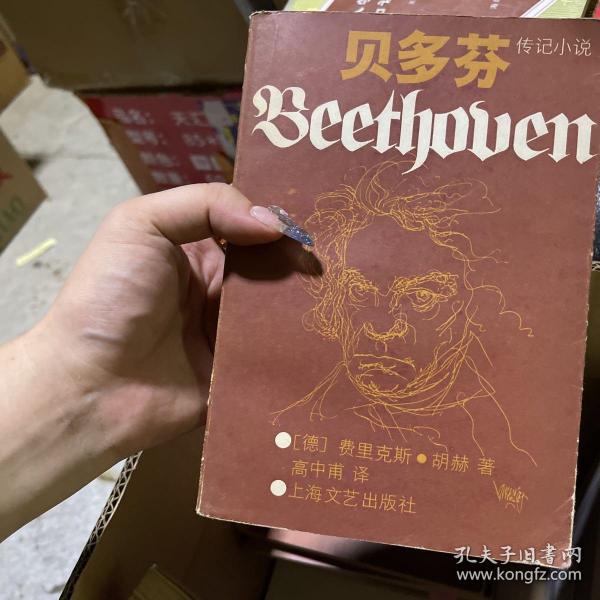 贝多芬
传记小说
Beethoven
[德] 费里克斯·胡赫 著
高中甫 译
上海文艺出版社
孔夫子旧书网
www.kongfz.com